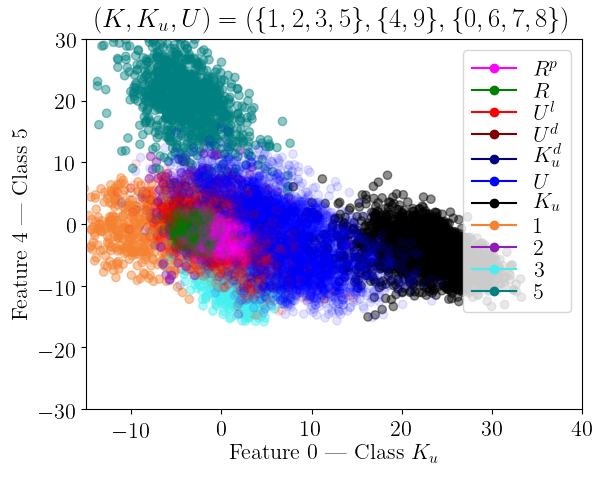 (K, K_u, U) = ({1, 2, 3, 5}, {4, 9}, {0, 6, 7, 8})
30
20
10
0
−10
−20
−30
Feature 4 — Class 5
R^p
R
U^l
U^d
K_u^d
U
K_u
1
2
3
5
−10
0
10
20
30
40
Feature 0 — Class K_u